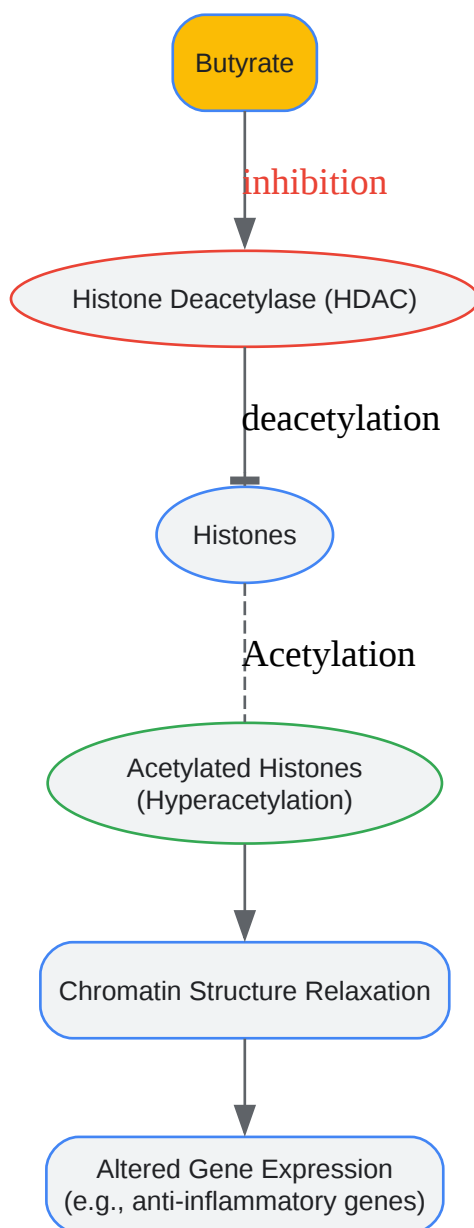 Butyrate
inhibition
Histone Deacetylase (HDAC)
deacetylation
Histones
Acetylation
Acetylated Histones
(Hyperacetylation)
Chromatin Structure Relaxation
Altered Gene Expression
(e.g., anti-inflammatory genes)